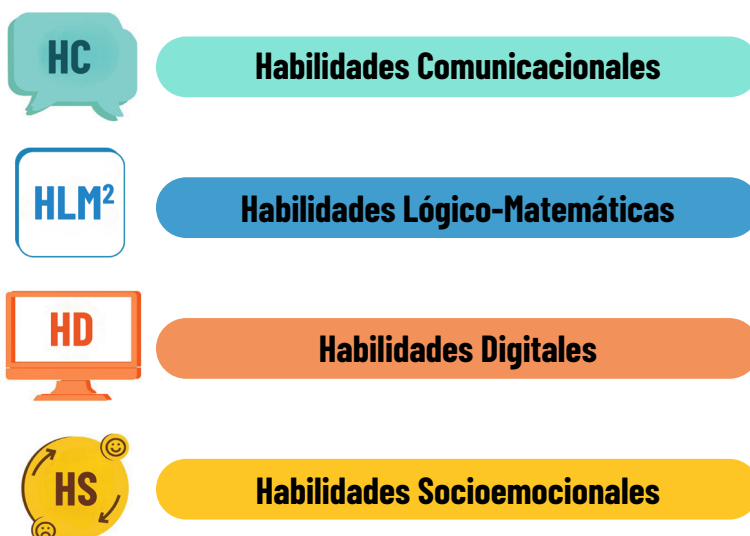 HC
Habilidades Comunicacionales
HLM²
Habilidades Lógico-Matemáticas
HD
Habilidades Digitales
HS
Habilidades Socioemocionales